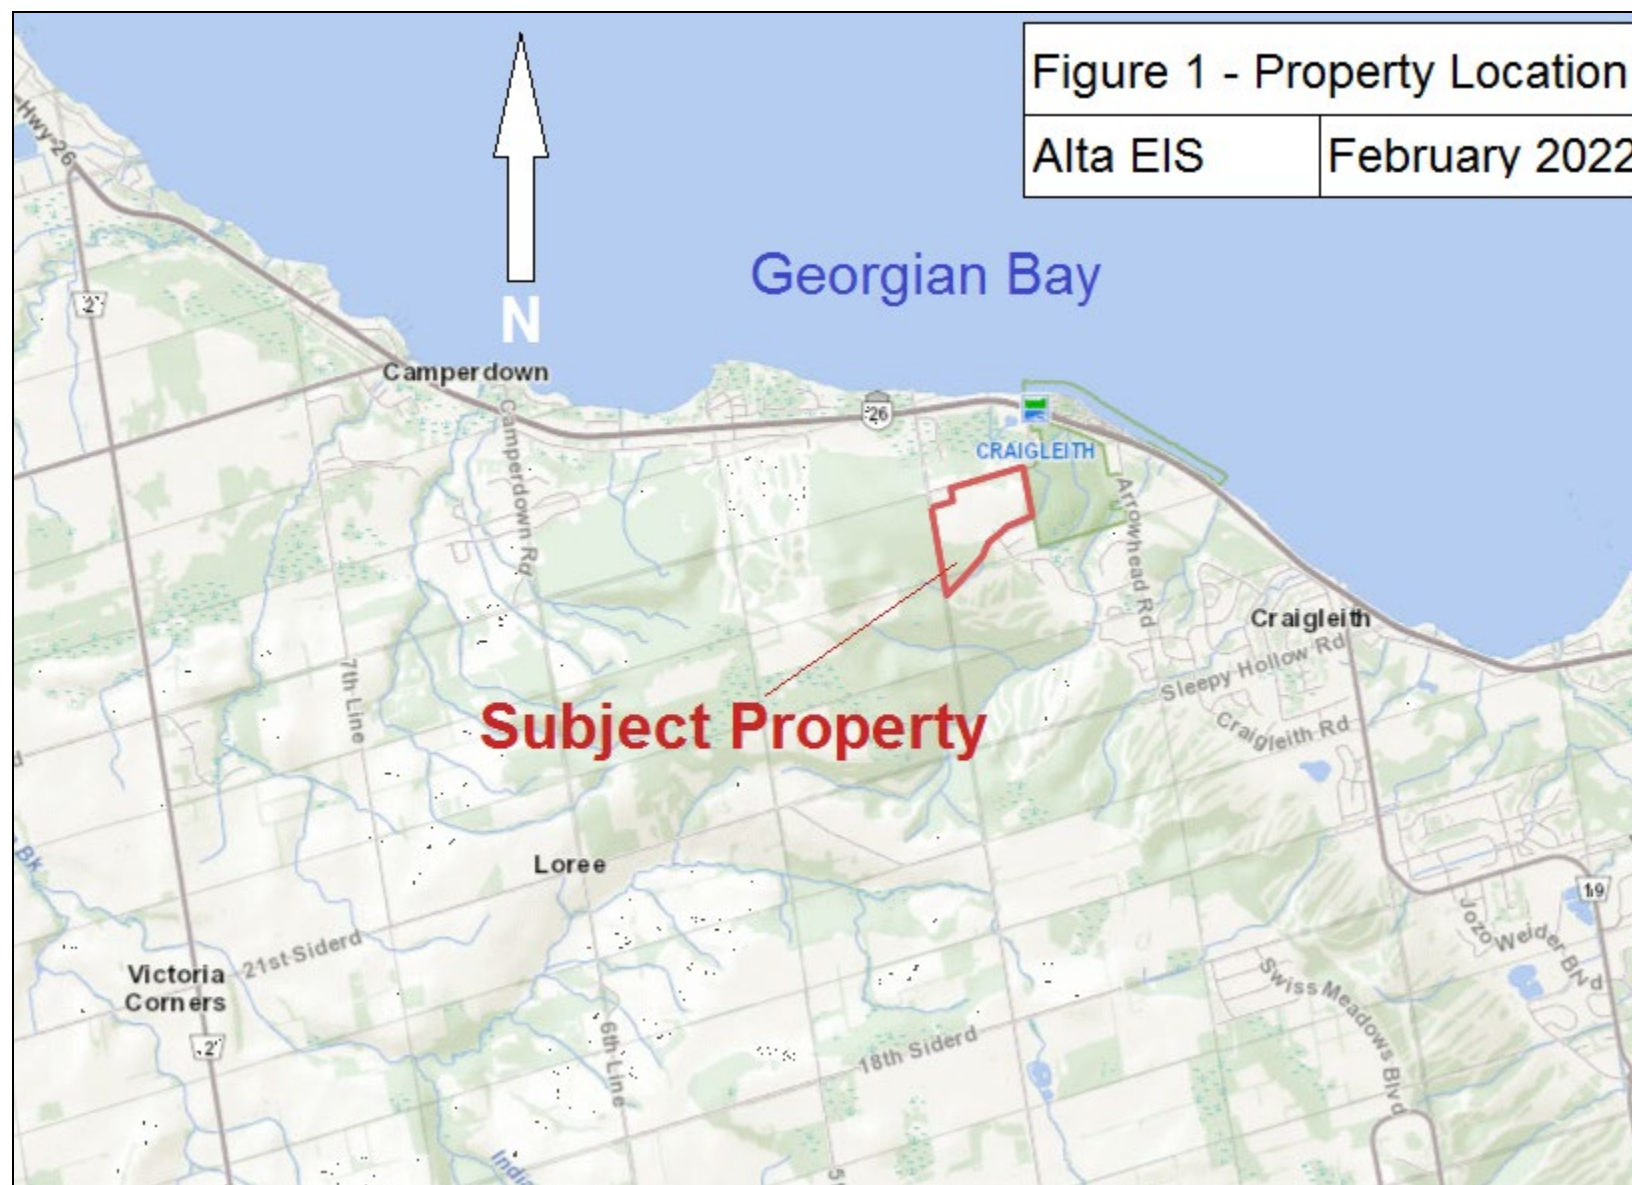 Figure 1 - Property Location
Alta EIS
February 2022
Hwy 26
2
Georgian Bay
N
Camperdown
26
CRAIGLEITH
Camperdown Rd
Arrowhead Rd
Craigleith
Sleepy Hollow Rd
7th Line
Subject Property
Craigleith Rd
Loree
19
Jozo Weider Blvd
21st Siderd
Victoria
Corners
Swiss Meadows Blvd
18th Siderd
2
6th Line
Bk